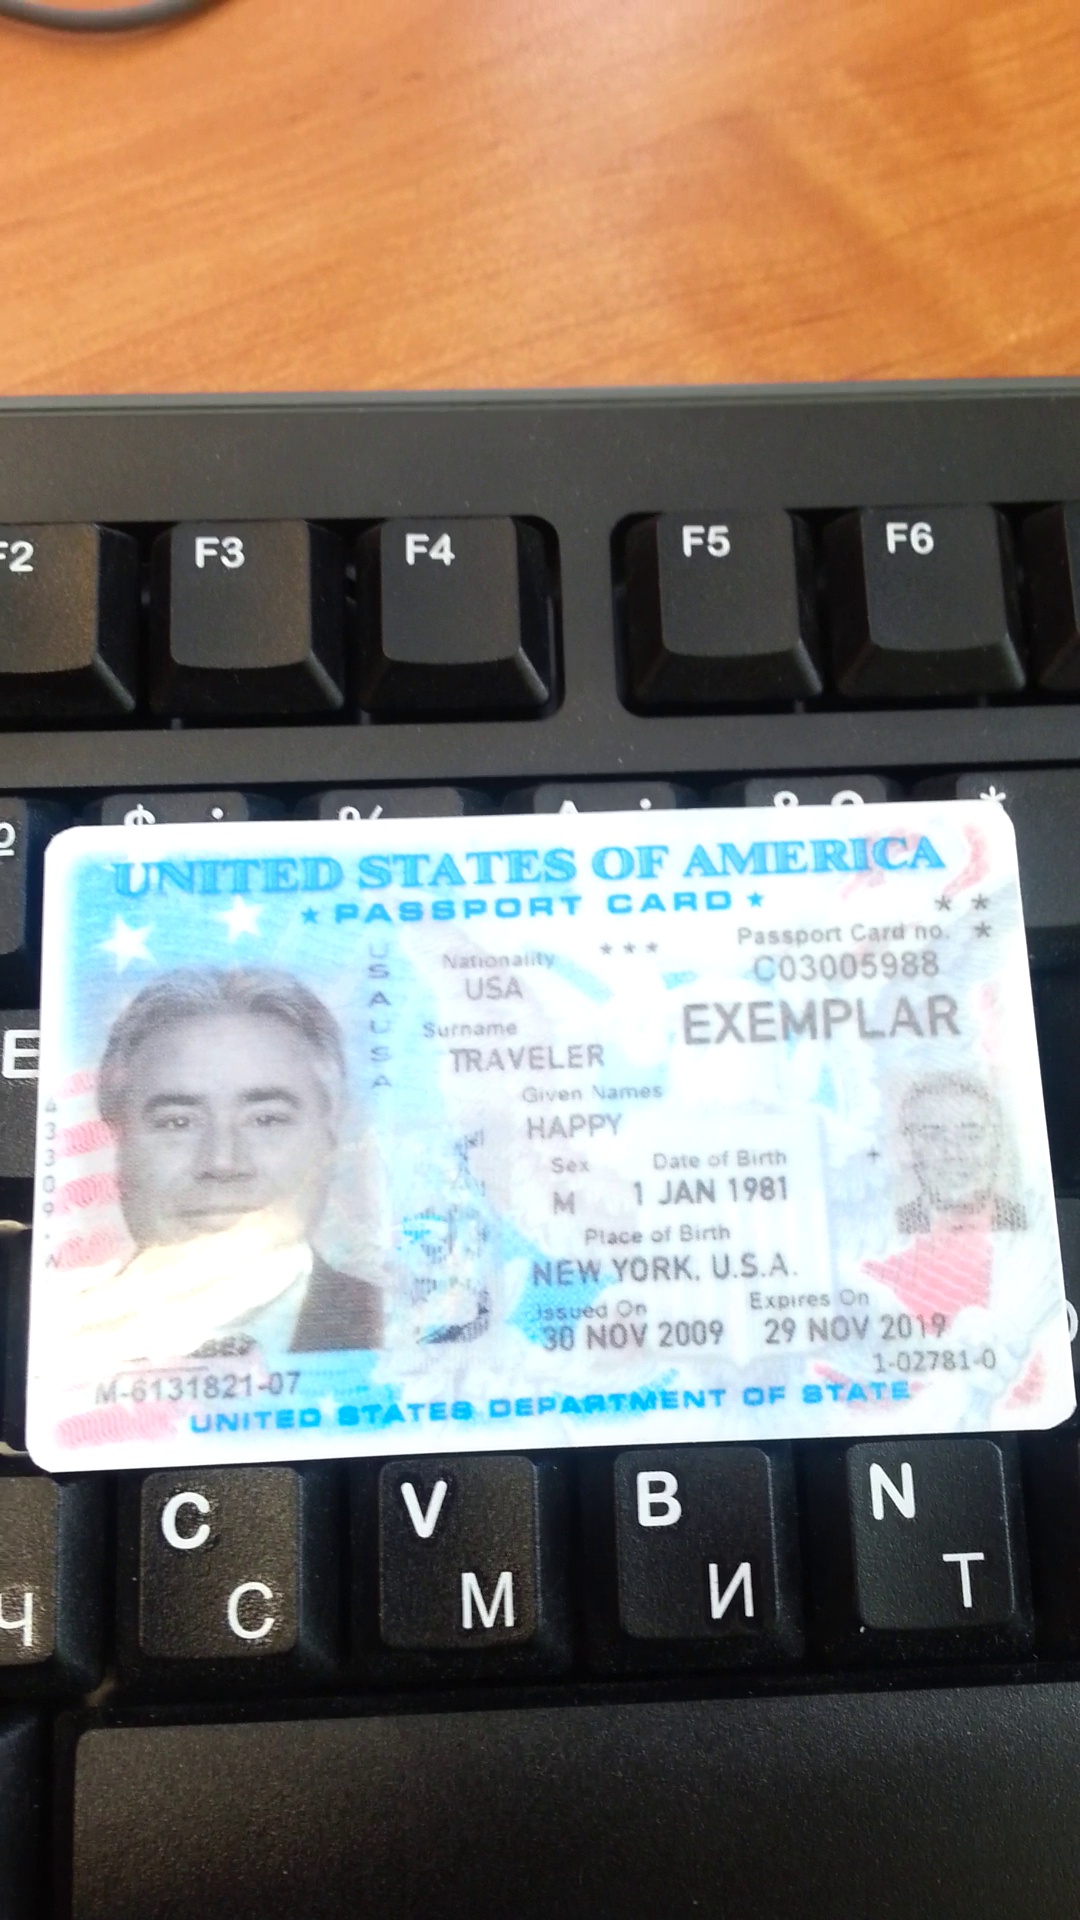 F2 F3 F4 F5 F6
$ ; % ^ : & ? *
E
UNITED STATES OF AMERICA
★ PASSPORT CARD ★
USAUSA
Nationality
USA
Passport Card no.
C03005988
EXEMPLAR
Surname
TRAVELER
Given Names
HAPPY
Sex
M
Date of Birth
1 JAN 1981
Place of Birth
NEW YORK, U.S.A.
Issued On
30 NOV 2009
Expires On
29 NOV 2019
1-02781-0
M-6131821-07
UNITED STATES DEPARTMENT OF STATE
C V B N
Ч С М И Т